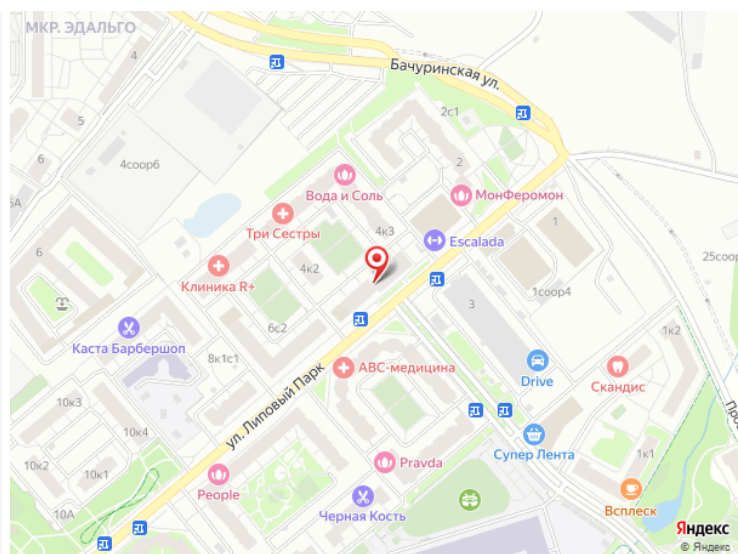 МКР. ЭДАЛЬГО
4
Бачуринская ул.
2с1
6
4соор6
2
Вода и Соль
МонФеромон
6А
Три Сестры
4к3
1
Escalada
6
4к2
25соор
Клиника R+
1соор4
3
6с2
1к2
Каста Барбершоп
8к1с1
АВС-медицина
Drive
Скандис
ул. Липовый Парк
10к3
10к4
Супер Лента
10к2
10к1
Pravda
1к1
People
10А
Черная Кость
Всплеск
Яндекс
© Яндекс